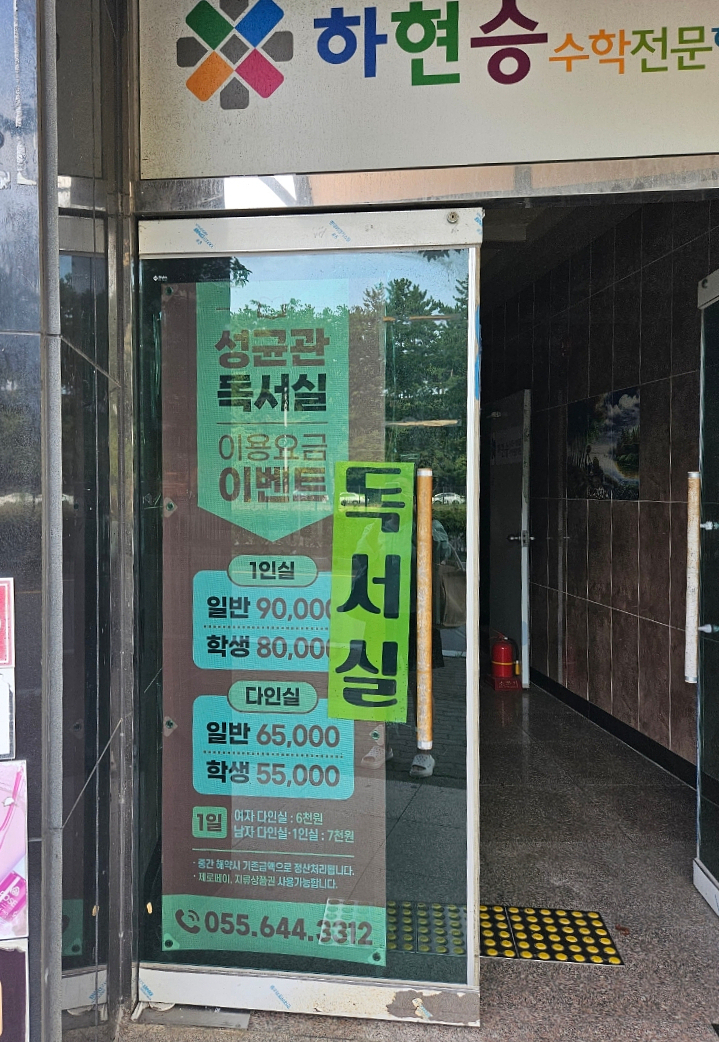 하현승 수학전문
성균관
독서실
이용요금
이벤트
독서실
1인실
일반 90,000
학생 80,000
다인실
일반 65,000
학생 55,000
1일
여자 다인실 : 6천원
남자 다인실·1인실 : 7천원
· 중간 해약시 기존금액으로 정산처리됩니다.
· 제로페이, 지류상품권 사용가능합니다.
055.644.3312